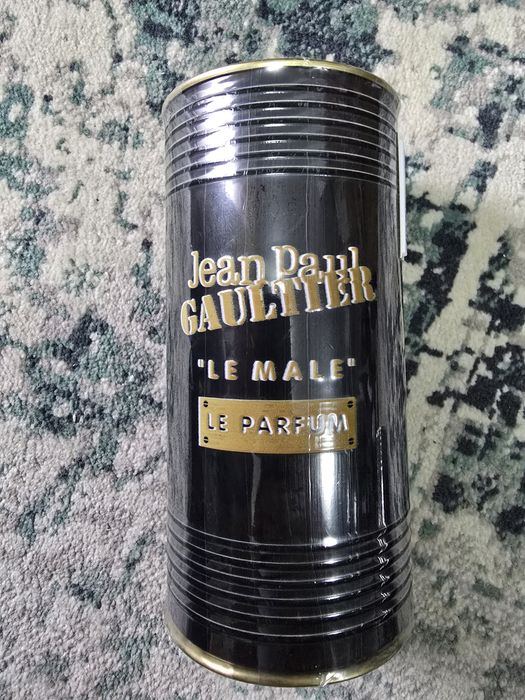 Jean Paul
GAULTIER
"LE MALE"
LE PARFUM